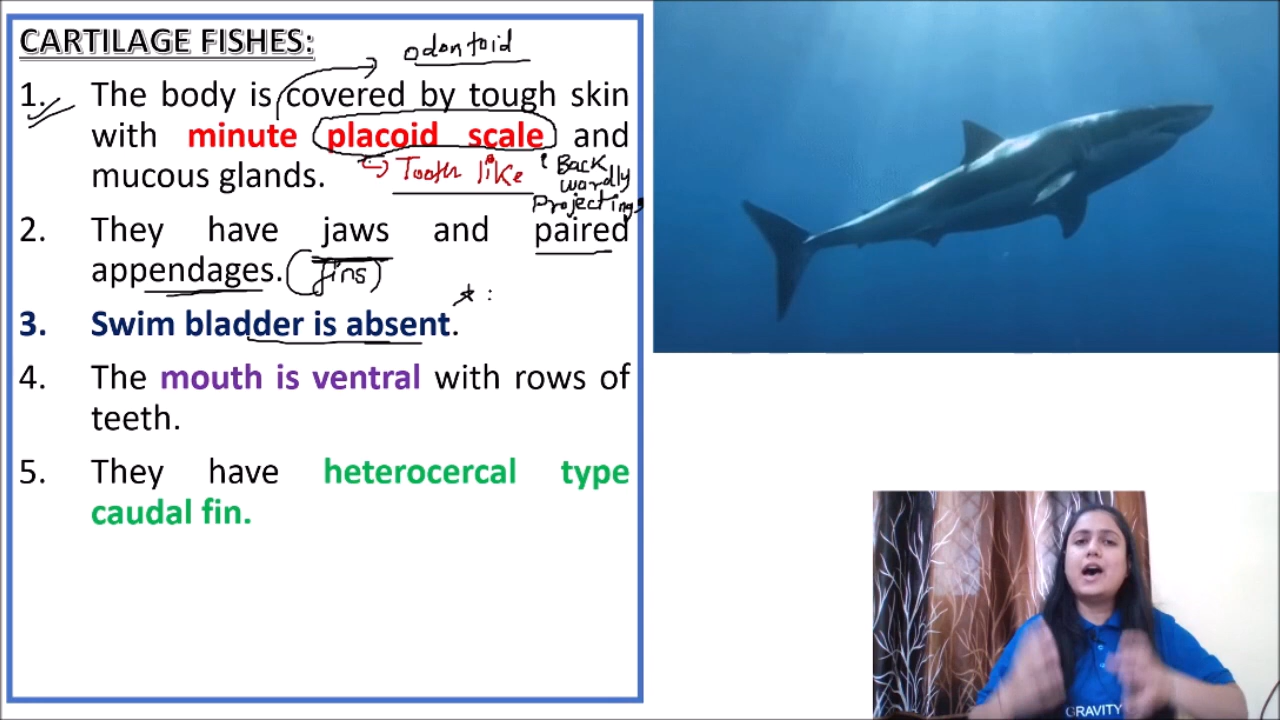 CARTILAGE FISHES:
odontoid
1. The body is covered by tough skin
with minute placoid scale and
mucous glands.
Tooth like
Back
wardly
Projecting
2. They have jaws and paired
appendages. (fins)
3. Swim bladder is absent.
4. The mouth is ventral with rows of
teeth.
5. They have heterocercal type
caudal fin.
GRAVITY